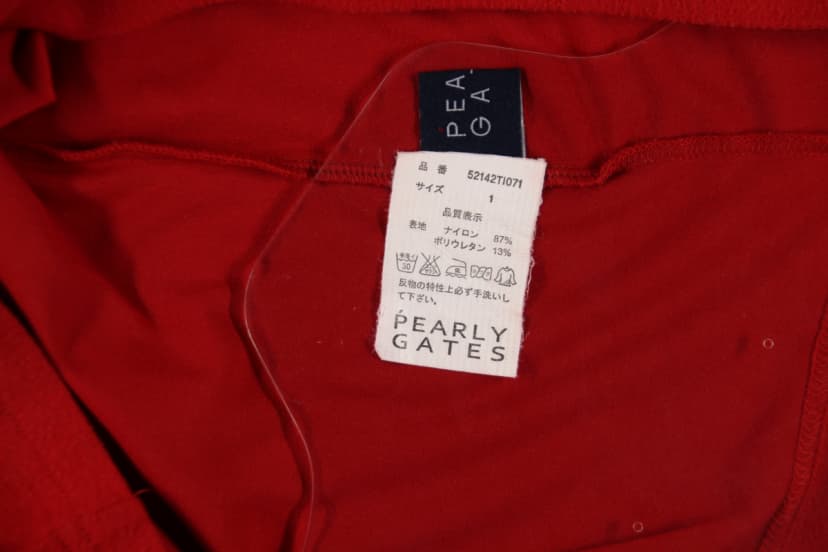 PEA
GA
品 番 52142TI071
サイズ 1
品質表示
表地 ナイロン 87%
ポリウレタン 13%
反物の特性上必ず手洗いし
て下さい。
PEARLY
GATES